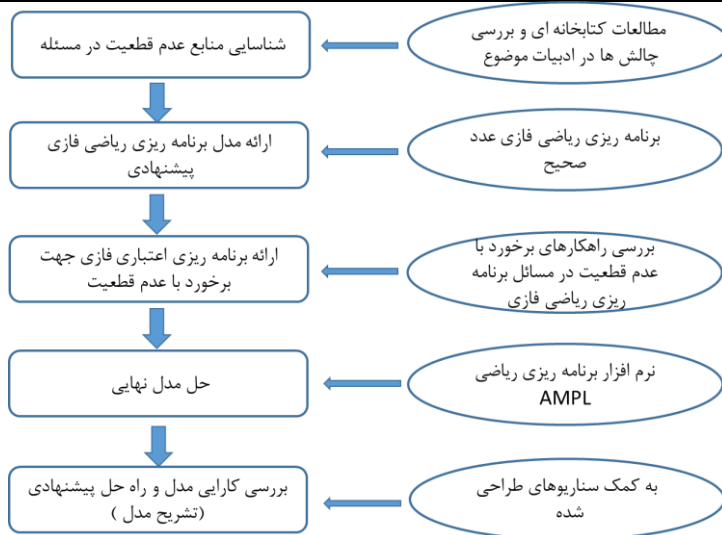 مطالعات کتابخانه ای و بررسی
چالش ها در ادبیات موضوع
شناسایی منابع عدم قطعیت در مسئله
برنامه ریزی ریاضی فازی عدد
صحیح
ارائه مدل برنامه ریزی ریاضی فازی
پیشنهادی
بررسی راهکارهای برخورد با
عدم قطعیت در مسائل برنامه
ریزی ریاضی فازی
ارائه برنامه ریزی اعتباری فازی جهت
برخورد با عدم قطعیت
نرم افزار برنامه ریزی ریاضی
AMPL
حل مدل نهایی
به کمک سناریوهای طراحی
شده
بررسی کارایی مدل و راه حل پیشنهادی
(تشریح مدل )